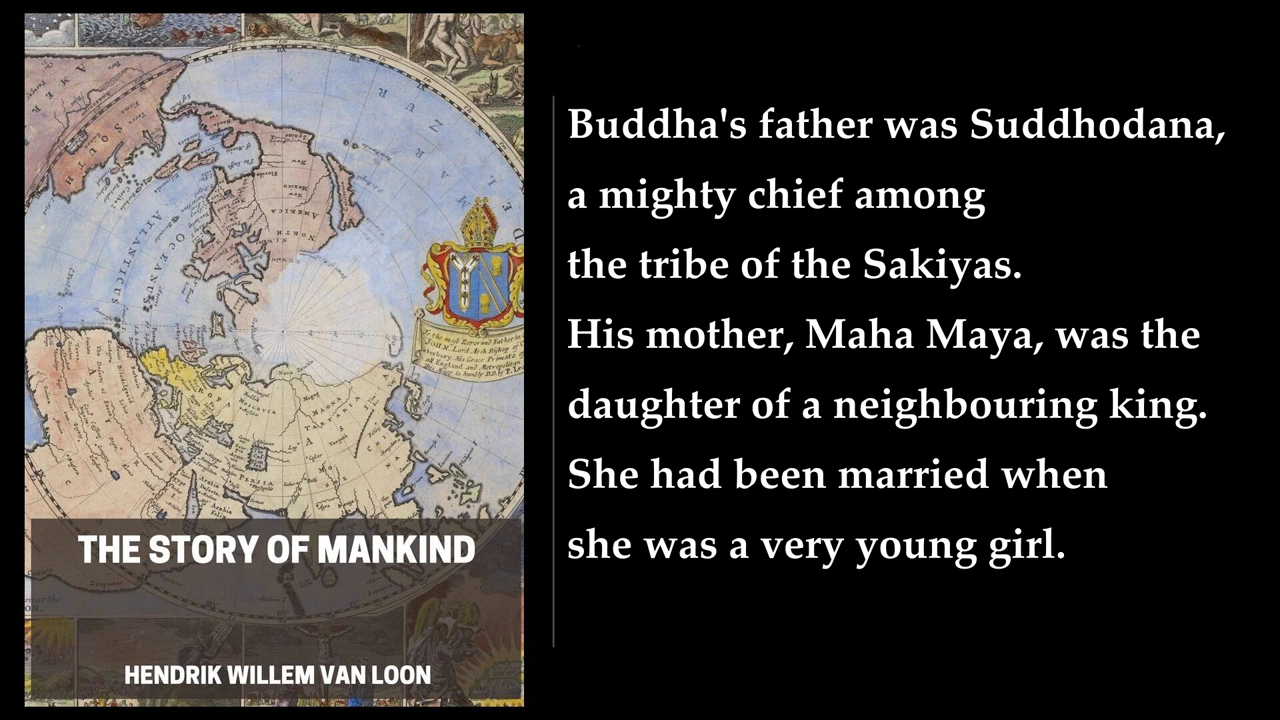 THE STORY OF MANKIND
HENDRIK WILLEM VAN LOON
Buddha's father was Suddhodana,
a mighty chief among
the tribe of the Sakiyas.
His mother, Maha Maya, was the
daughter of a neighbouring king.
She had been married when
she was a very young girl.